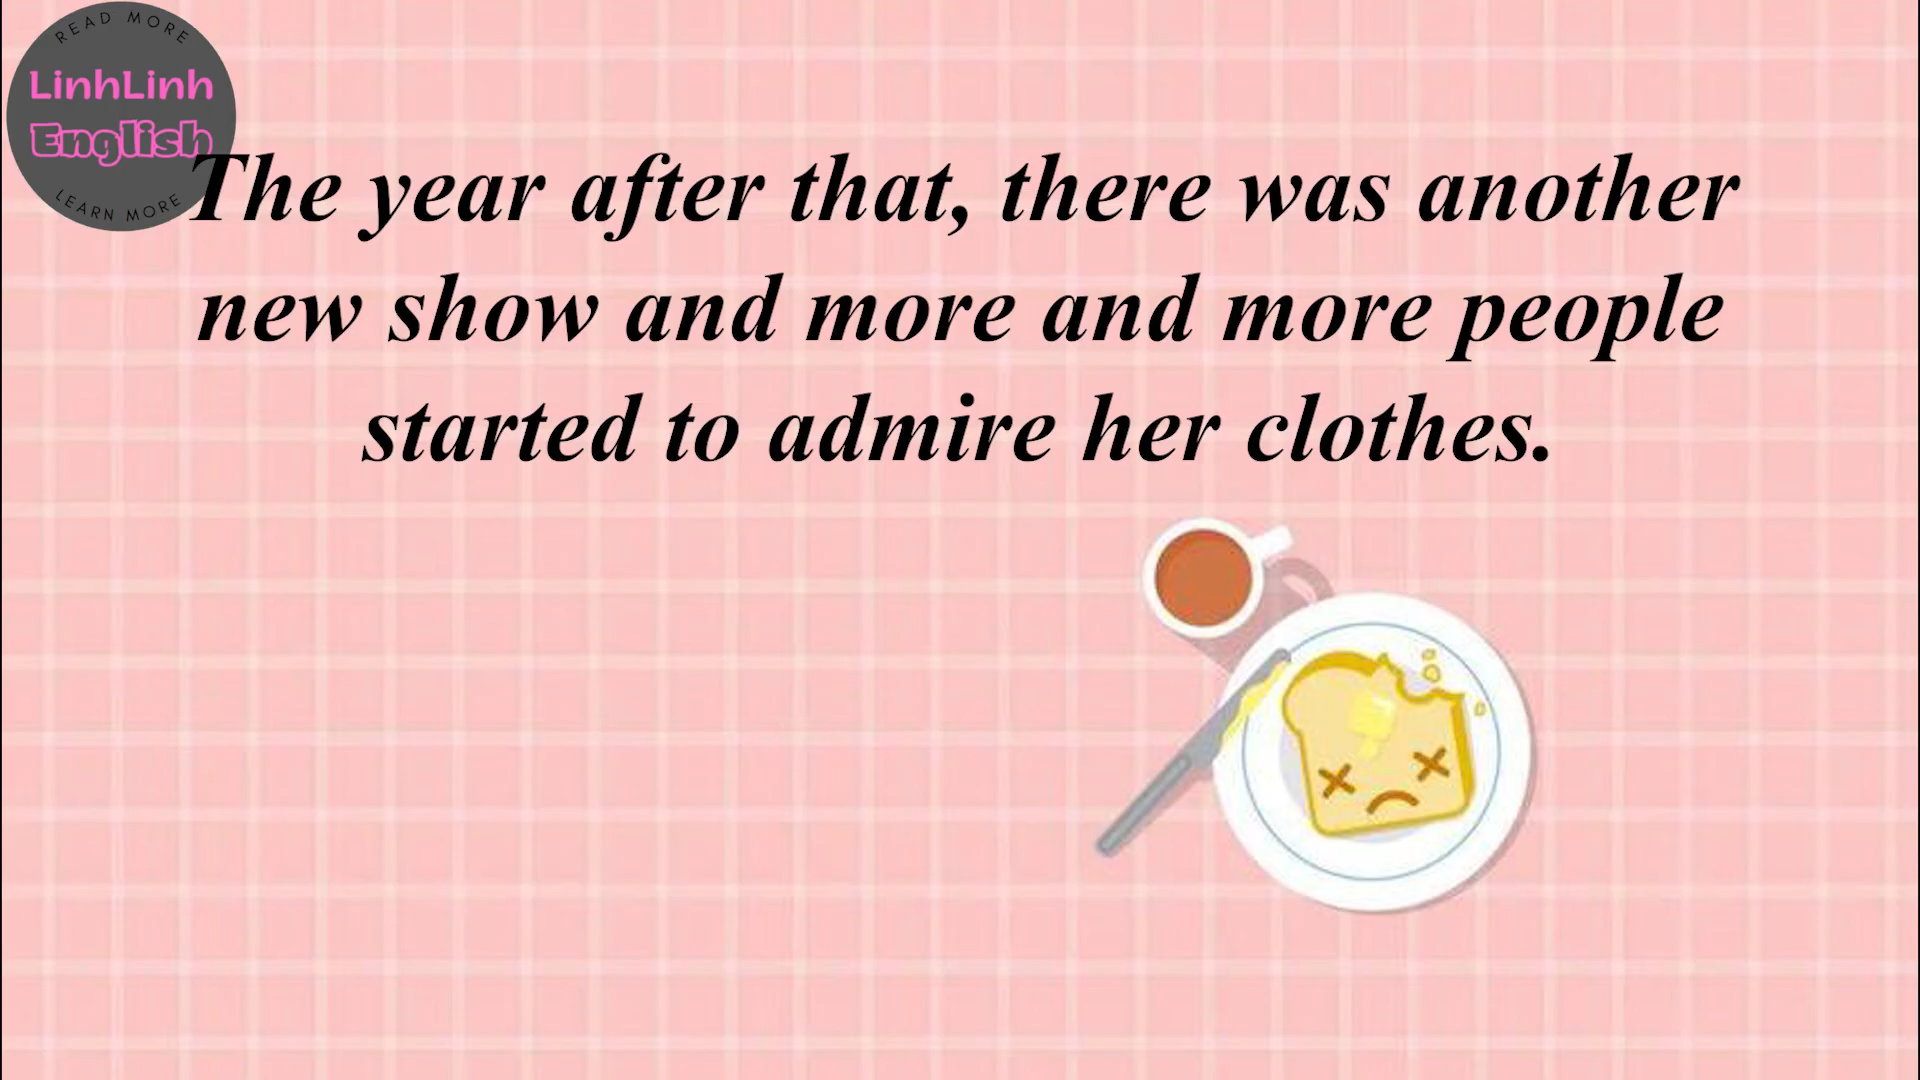 READ MORE
LinhLinh
English
LEARN MORE
The year after that, there was another
new show and more and more people
started to admire her clothes.